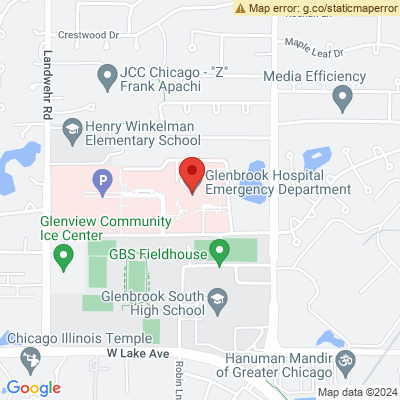 Map error: g.co/staticmaperror
Crestwood Dr
Maple Leaf Dr
Landwehr Rd
JCC Chicago - "Z"
Frank Apachi
Media Efficiency
Henry Winkelman
Elementary School
P
Glenbrook Hospital
Emergency Department
Glenview Community
Ice Center
GBS Fieldhouse
Glenbrook South
High School
Chicago Illinois Temple
W Lake Ave
Robin Ln
Hanuman Mandir
of Greater Chicago
Google
Map data ©2024